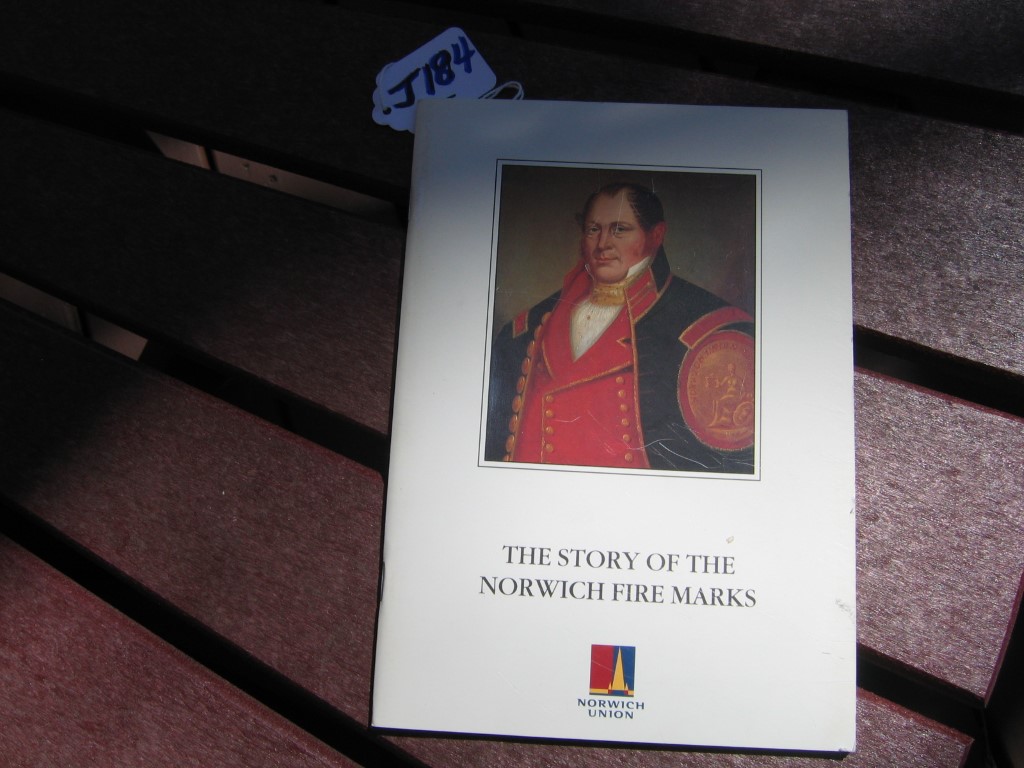 J184
THE STORY OF THE
NORWICH FIRE MARKS
NORWICH
UNION